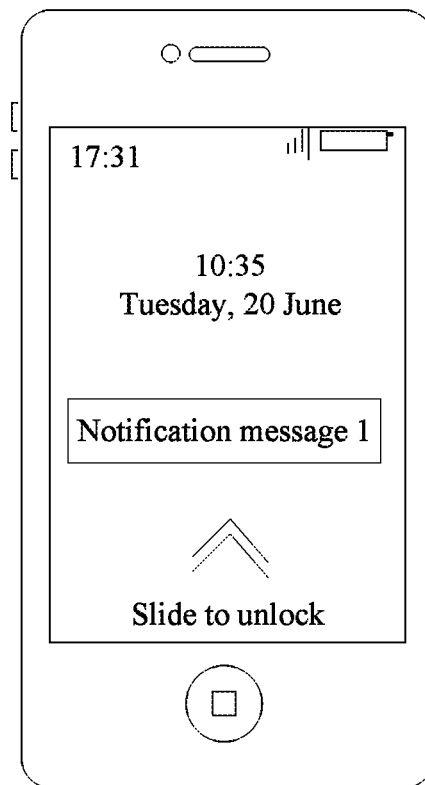 17:31
10:35
Tuesday, 20 June
Notification message 1
Slide to unlock